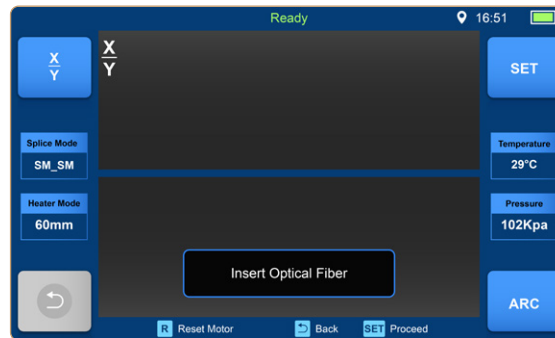 Ready
16:51
X
Y
X
Y
SET
Splice Mode
SM_SM
Temperature
29°C
Heater Mode
60mm
Pressure
102Kpa
Insert Optical Fiber
ARC
R Reset Motor
Back
SET Proceed